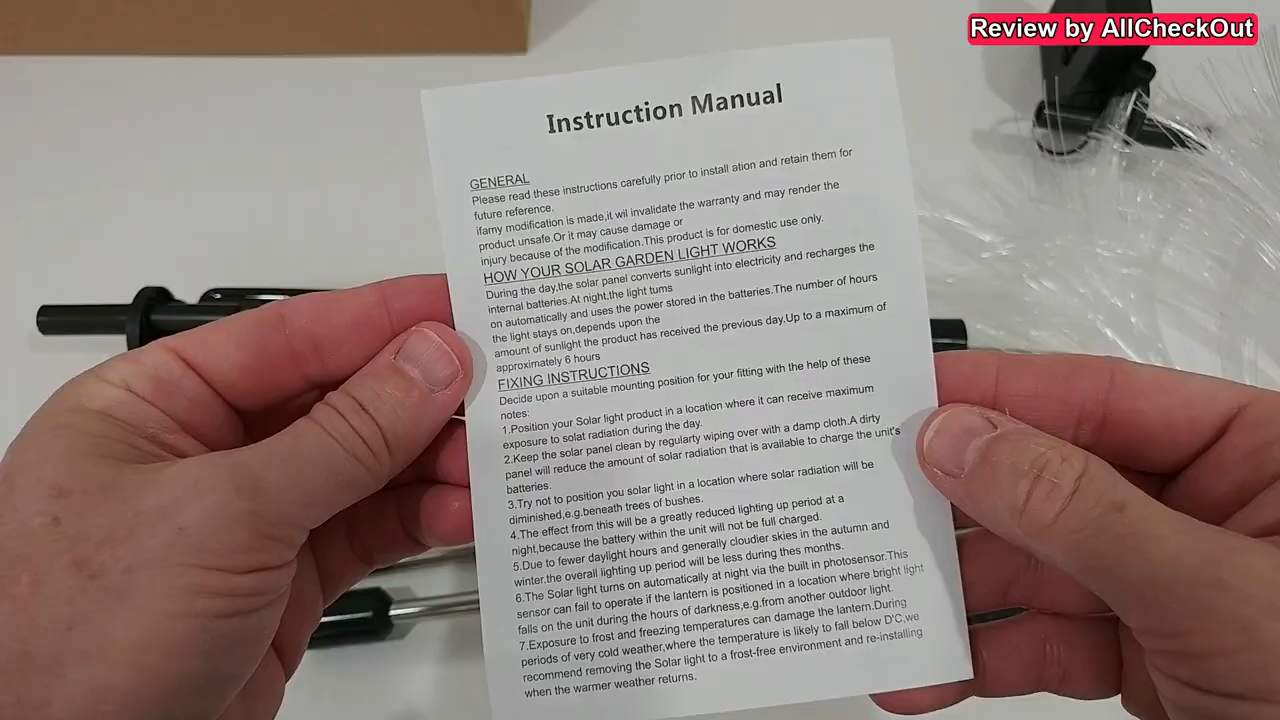 Review by AllCheckOut
Instruction Manual
GENERAL
Please read these instructions carefully prior to install ation and retain them for
future reference.
ifamy modification is made,it wil invalidate the warranty and may render the
product unsafe.Or it may cause damage or
injury because of the modification.This product is for domestic use only.
HOW YOUR SOLAR GARDEN LIGHT WORKS
During the day,the solar panel converts sunlight into electricity and recharges the
internal batteries.At night.the light tums
on automatically and uses the power stored in the batteries.The number of hours
the light stays on,depends upon the
amount of sunlight the product has received the previous day.Up to a maximum of
approximately 6 hours
FIXING INSTRUCTIONS
Decide upon a suitable mounting position for your fitting with the help of these
notes:
1.Position your Solar light product in a location where it can receive maximum
exposure to solat radiation during the day.
2.Keep the solar panel clean by regularty wiping over with a damp cloth.A dirty
panel will reduce the amount of solar radiation that is available to charge the unit's
batteries.
3.Try not to position you solar light in a location where solar radiation will be
diminished,e.g.beneath trees of bushes.
4.The effect from this will be a greatly reduced lighting up period at a
night,because the battery within the unit will not be full charged.
5.Due to fewer daylight hours and generally cloudier skies in the autumn and
winter.the overall lighting up period will be less during thes months.
6.The Solar light turns on automatically at night via the built in photosensor.This
sensor can fail to operate if the lantern is positioned in a location where bright light
falls on the unit during the hours of darkness,e.g.from another outdoor light.
7.Exposure to frost and freezing temperatures can damage the lantern.During
periods of very cold weather,where the temperature is likely to fall below D'C,we
recommend removing the Solar light to a frost-free environment and re-installing
when the warmer weather returns.